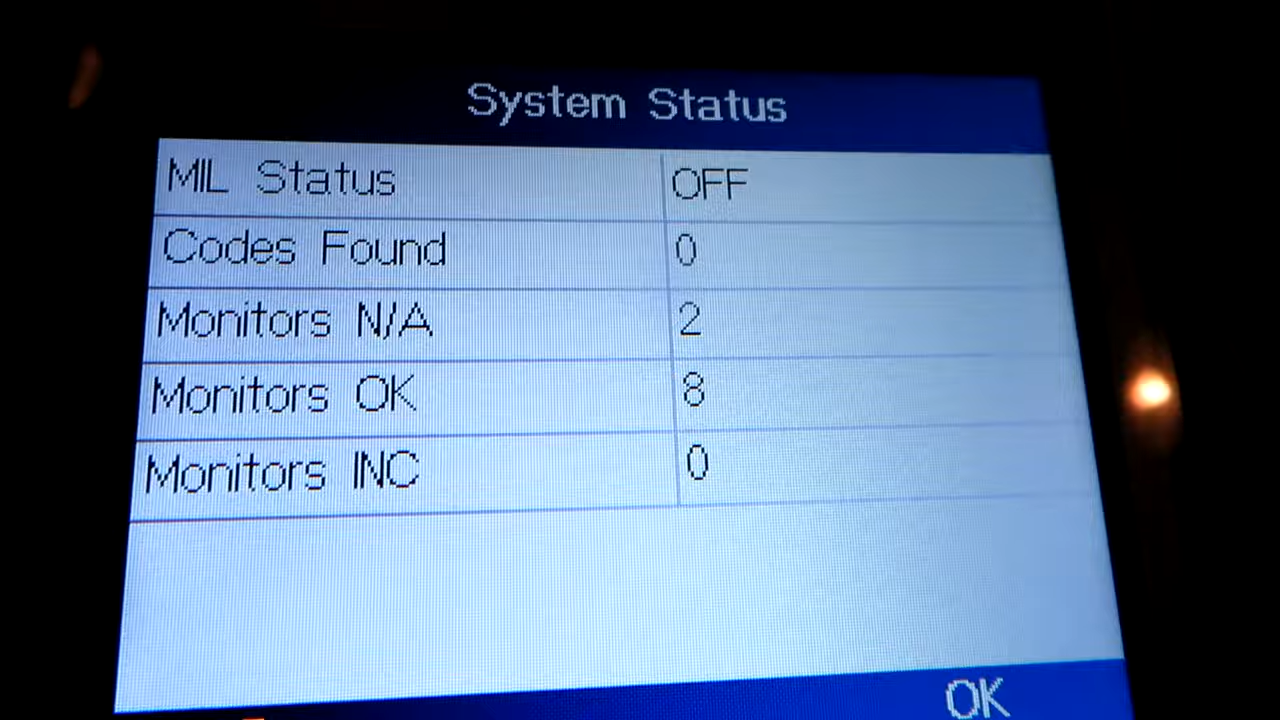 System Status
MIL Status OFF
Codes Found 0
Monitors N/A 2
Monitors OK 8
Monitors INC 0
OK